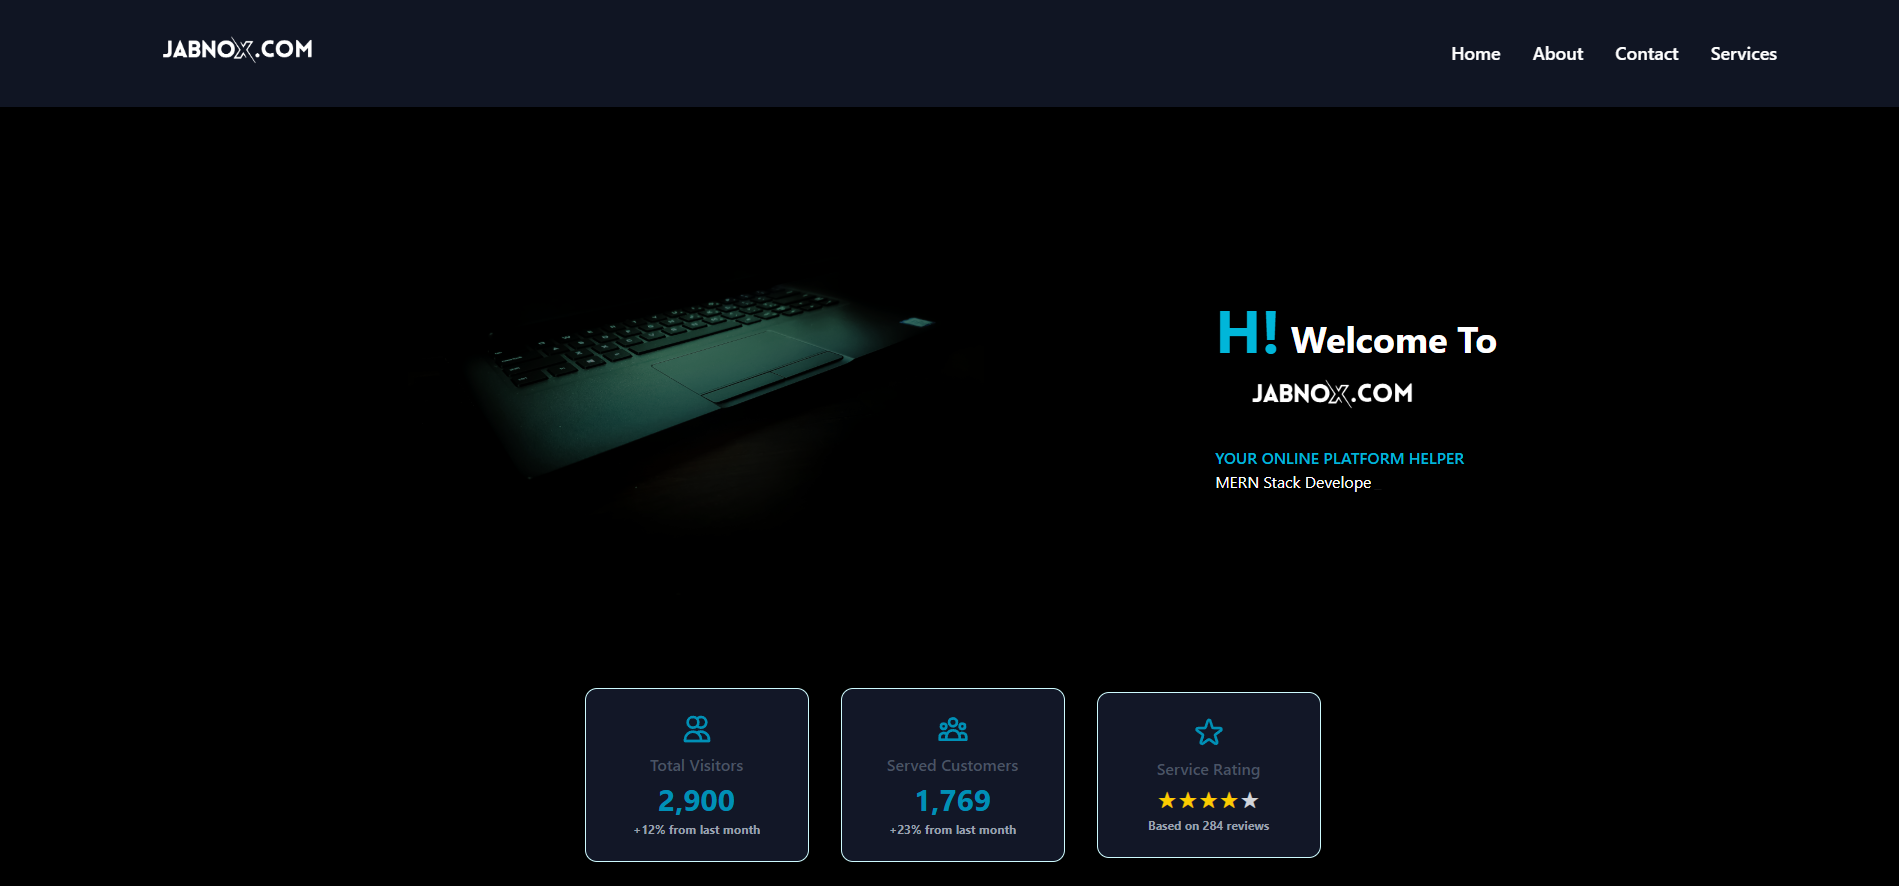 JABNOX.COM
Home About Contact Services
H! Welcome To
JABNOX.COM
YOUR ONLINE PLATFORM HELPER
MERN Stack Develope
Total Visitors
2,900
+12% from last month
Served Customers
1,769
+23% from last month
Service Rating
Based on 284 reviews